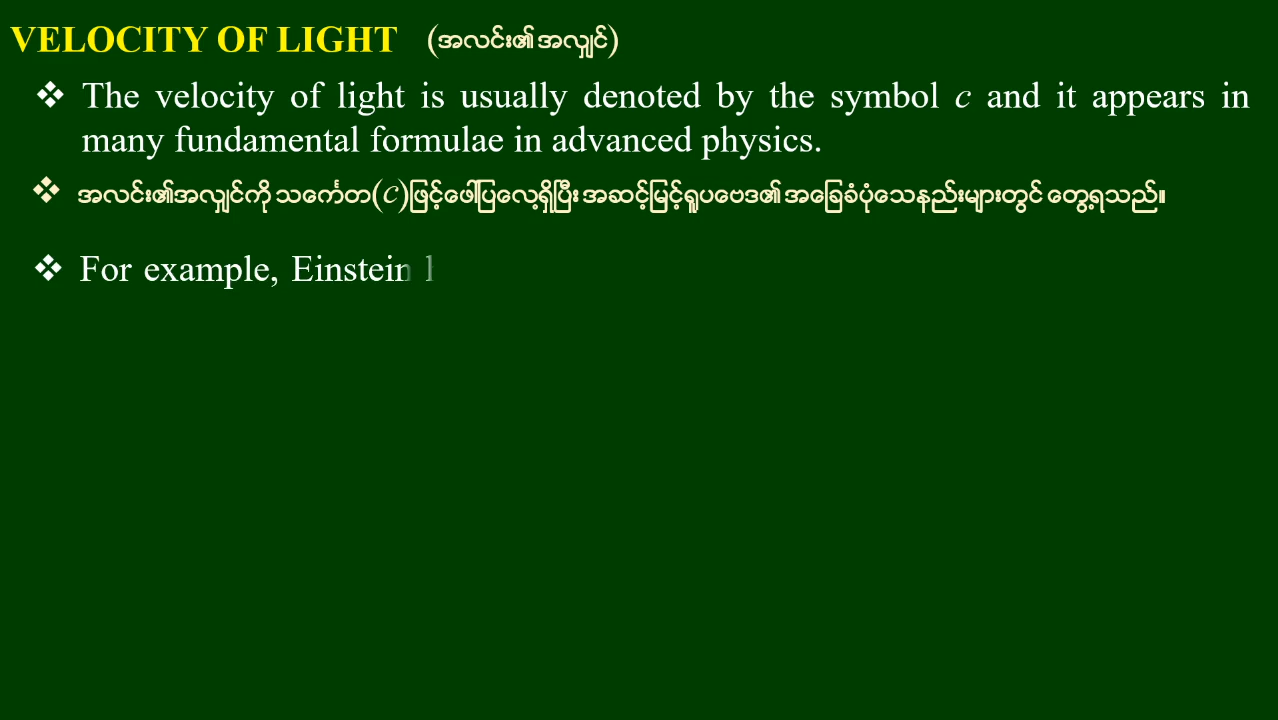 VELOCITY OF LIGHT (အလင်း၏အလျှင်)
❖ The velocity of light is usually denoted by the symbol c and it appears in
many fundamental formulae in advanced physics.
❖ အလင်း၏အလျှင်ကို သင်္ကေတ(c)ဖြင့်ဖေါ်ပြလေ့ရှိပြီး အဆင့်မြင့်ရူပဗေဒ၏ အခြေခံပုံသေနည်းများတွင် တွေ့ရသည်။
❖ For example, Einstein